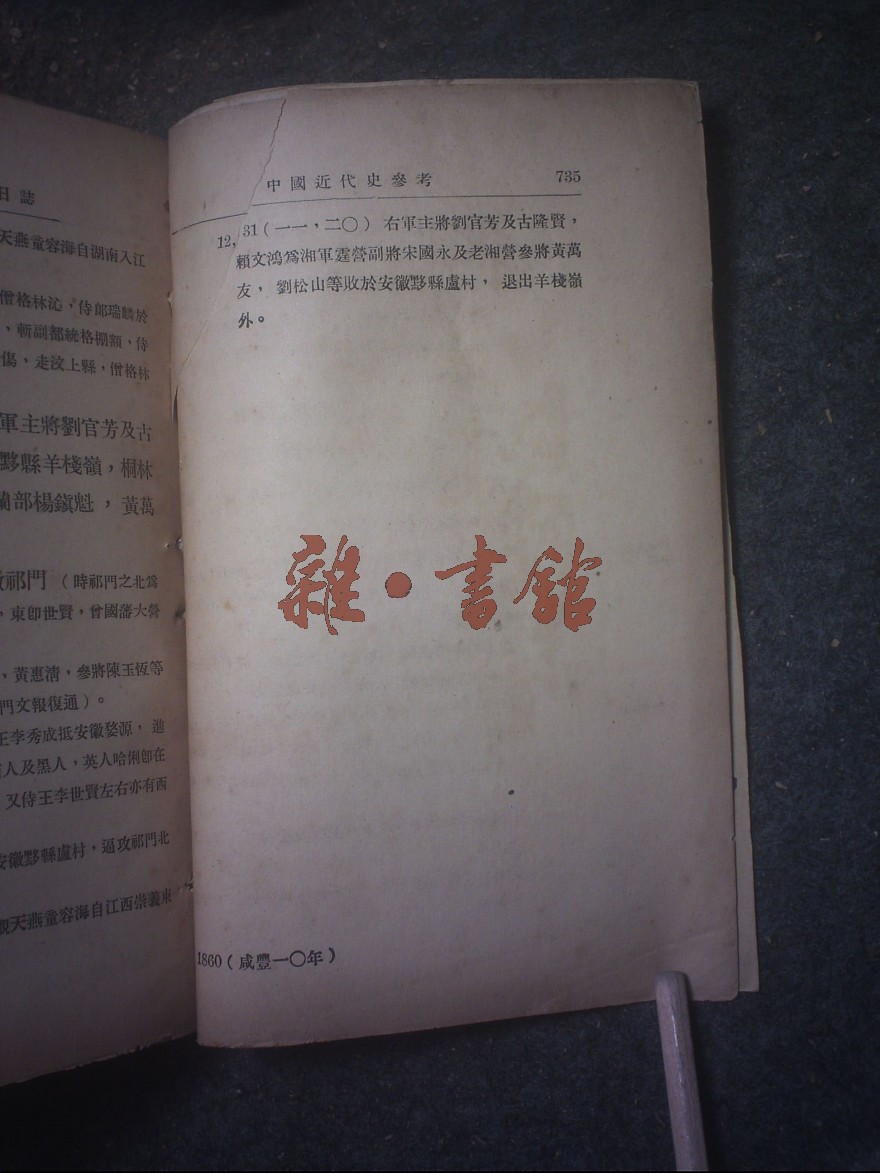 日誌
天燕童容海自湖南入江
僧格林沁，侍郎瑞麟於
，斬副都統格棚額，侍
傷，走汶上縣，僧格林
軍主將劉官芳及古
黟縣羊棧嶺，桐林
蘭部楊鎭魁，黃萬
祁門（時祁門之北爲
，東卽世賢，曾國藩大營
，黃惠淸，參將陳玉恆等
門文報復通）。
王李秀成抵安徽婺源，進
人及黑人，英人哈俐卽在
又侍王李世賢左右亦有西
安徽黟縣盧村，逼攻祁門北
天燕童容海自江西崇義東
中國近代史參考 735
12, 31（一一，二〇）右軍主將劉官芳及古隆賢，
賴文鴻爲湘軍霆營副將宋國永及老湘營參將黃萬
友，劉松山等敗於安徽黟縣盧村，退出羊棧嶺
外。
雜·書館
1860（咸豐一〇年）